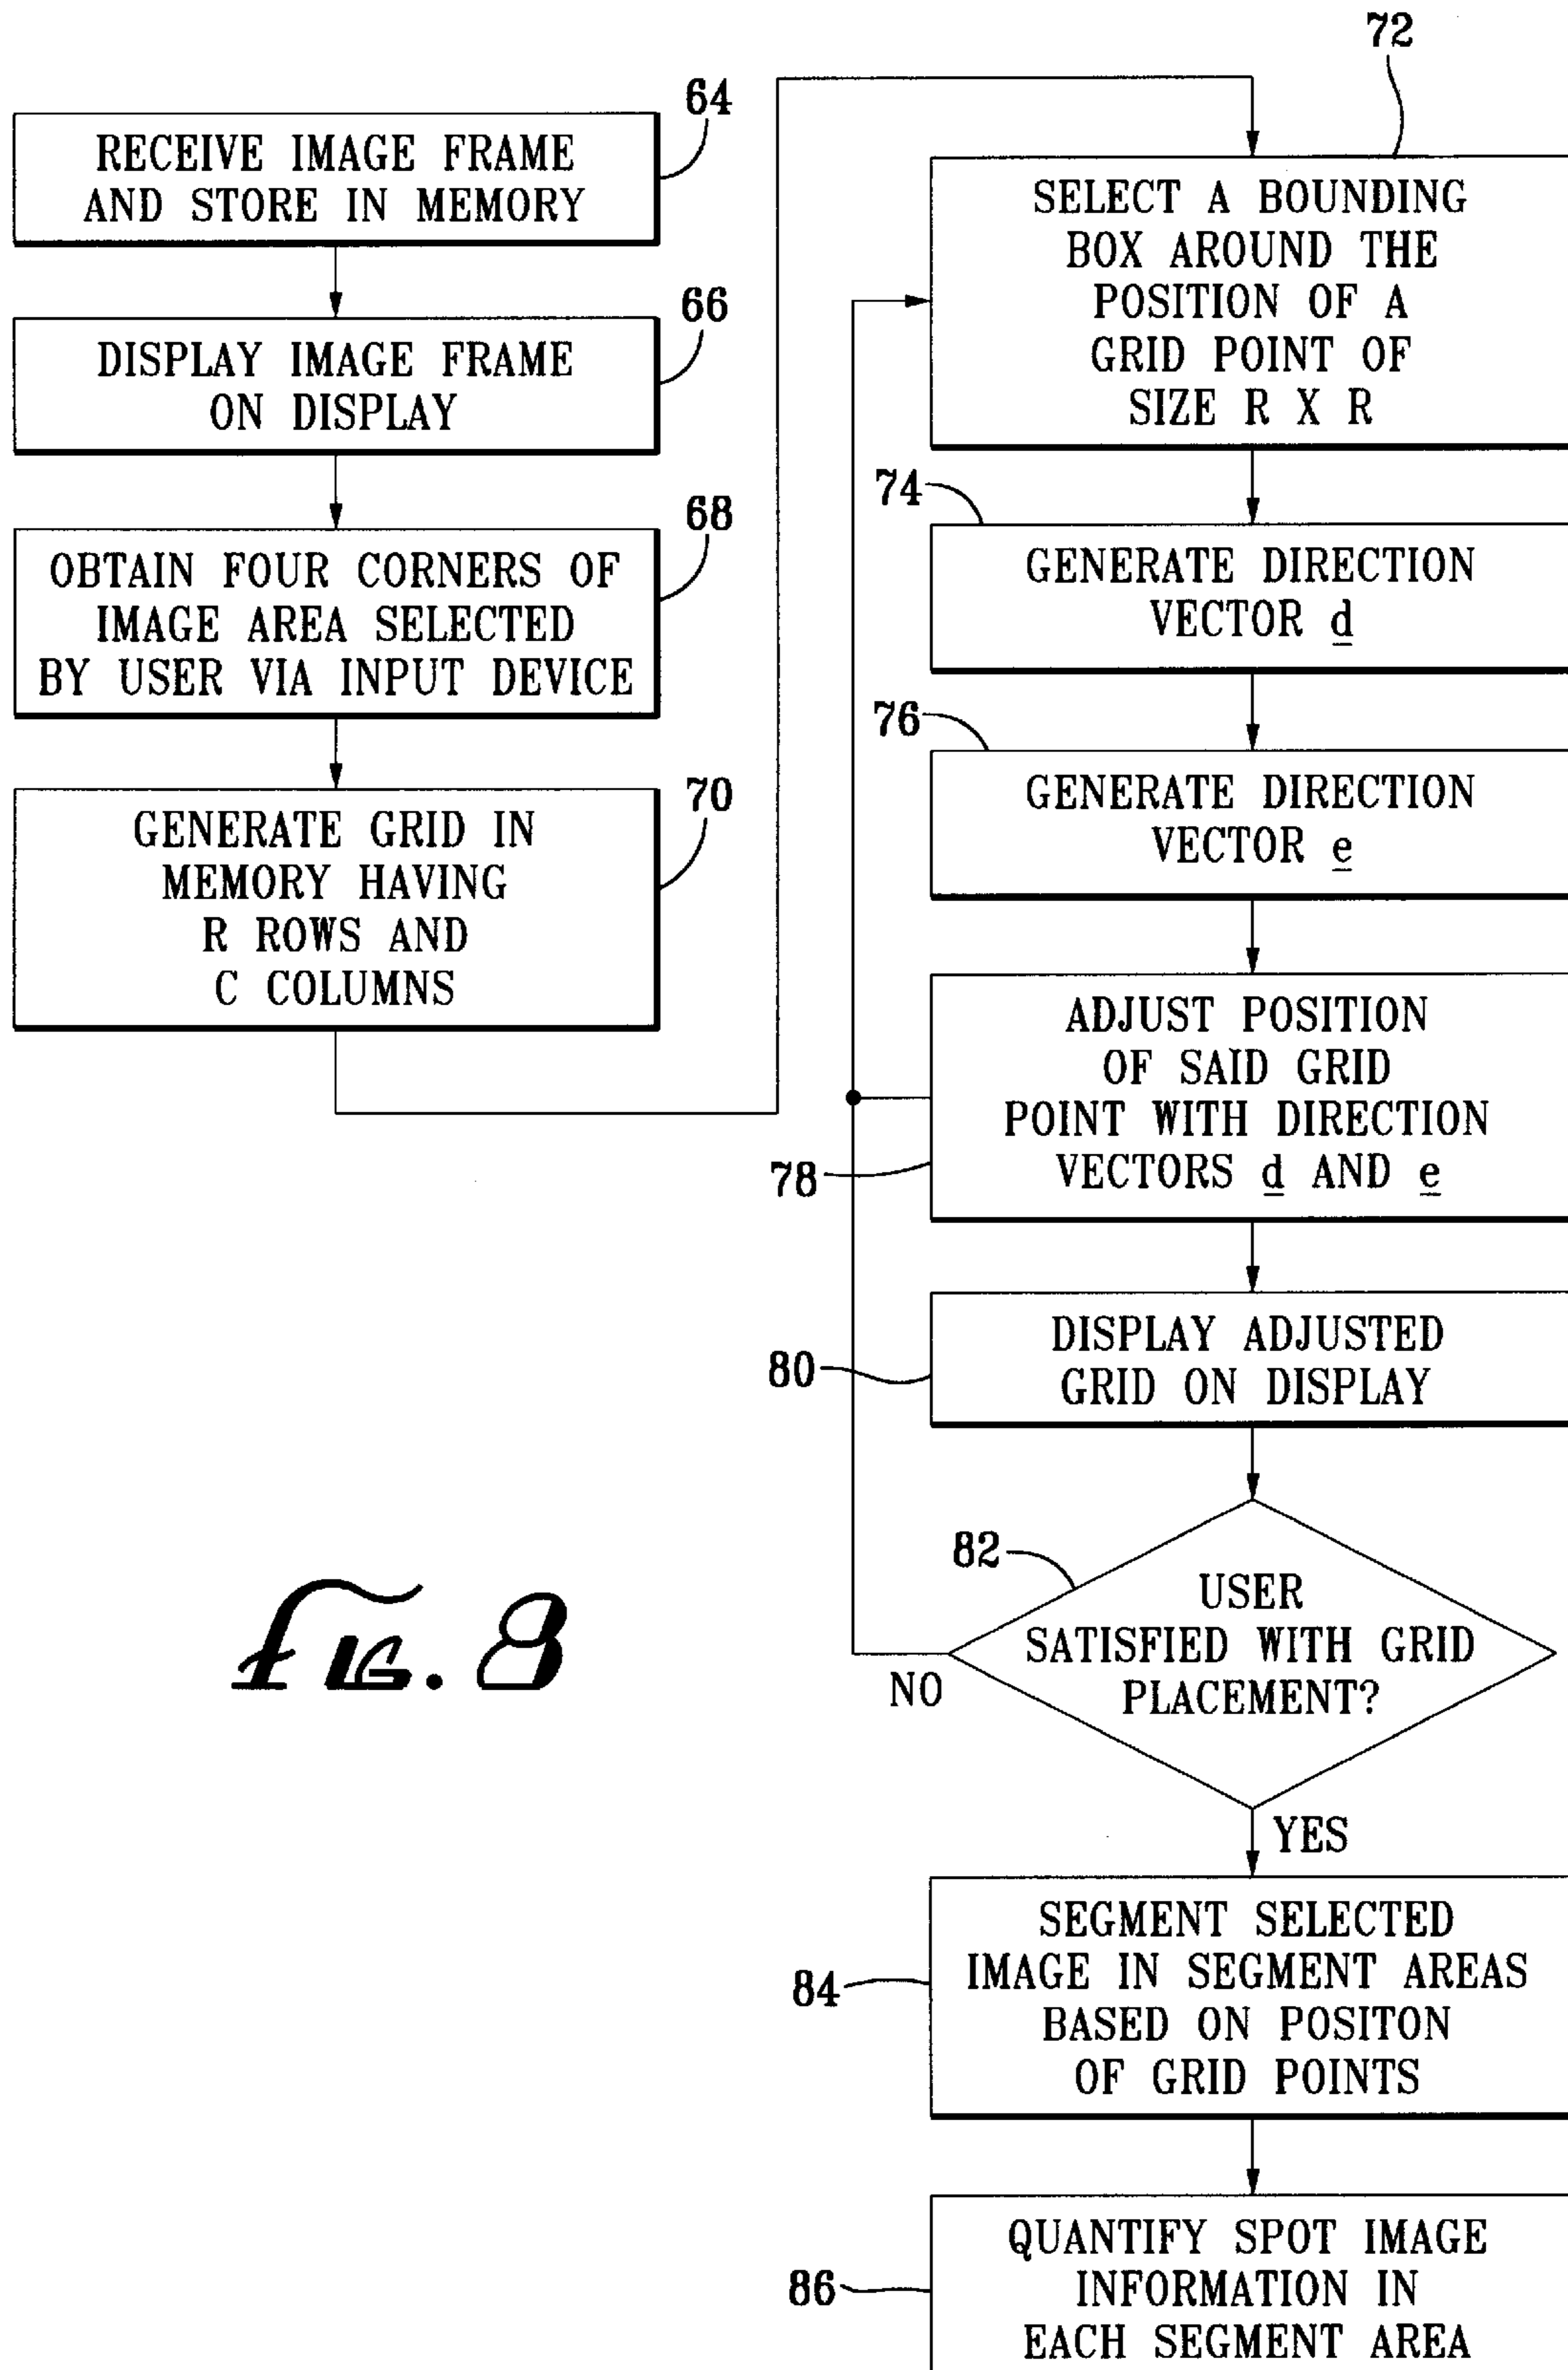 64
RECEIVE IMAGE FRAME
AND STORE IN MEMORY
66
DISPLAY IMAGE FRAME
ON DISPLAY
68
OBTAIN FOUR CORNERS OF
IMAGE AREA SELECTED
BY USER VIA INPUT DEVICE
70
GENERATE GRID IN
MEMORY HAVING
R ROWS AND
C COLUMNS
72
SELECT A BOUNDING
BOX AROUND THE
POSITION OF A
GRID POINT OF
SIZE R X R
74
GENERATE DIRECTION
VECTOR d
76
GENERATE DIRECTION
VECTOR e
78
ADJUST POSITION
OF SAID GRID
POINT WITH DIRECTION
VECTORS d AND e
80
DISPLAY ADJUSTED
GRID ON DISPLAY
82
USER
SATISFIED WITH GRID
PLACEMENT?
NO
YES
84
SEGMENT SELECTED
IMAGE IN SEGMENT AREAS
BASED ON POSITON
OF GRID POINTS
86
QUANTIFY SPOT IMAGE
INFORMATION IN
EACH SEGMENT AREA
FIG. 8